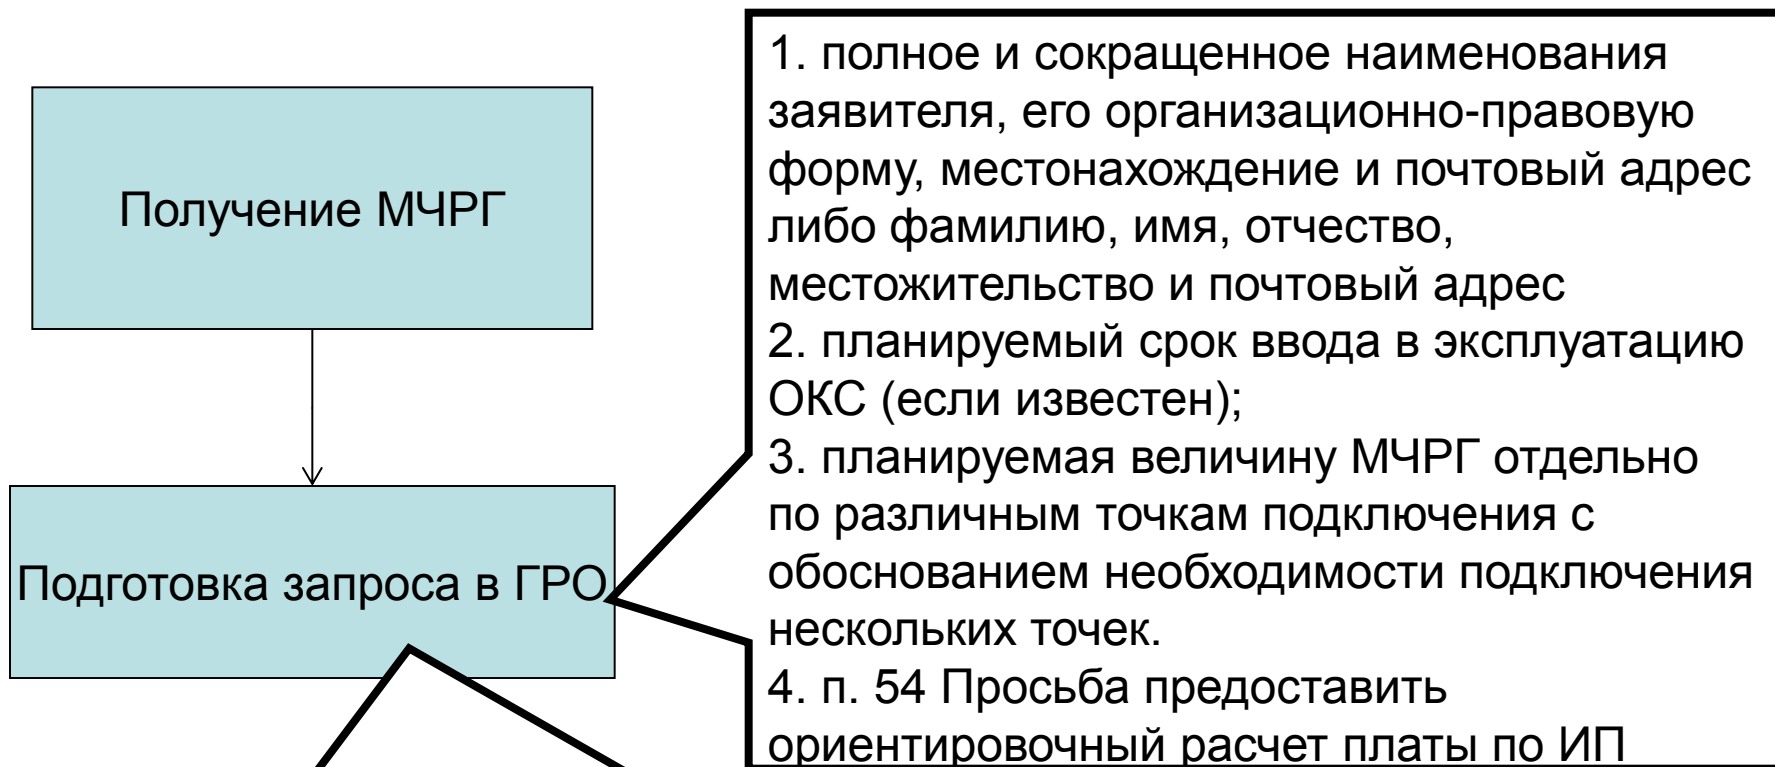 Получение МЧРГ
Подготовка запроса в ГРО
1. полное и сокращенное наименования
заявителя, его организационно-правовую
форму, местонахождение и почтовый адрес
либо фамилию, имя, отчество,
местожительство и почтовый адрес
2. планируемый срок ввода в эксплуатацию
ОКС (если известен);
3. планируемая величину МЧРГ отдельно
по различным точкам подключения с
обоснованием необходимости подключения
нескольких точек.
4. п. 54 Просьба предоставить
ориентировочный расчет платы по ИП